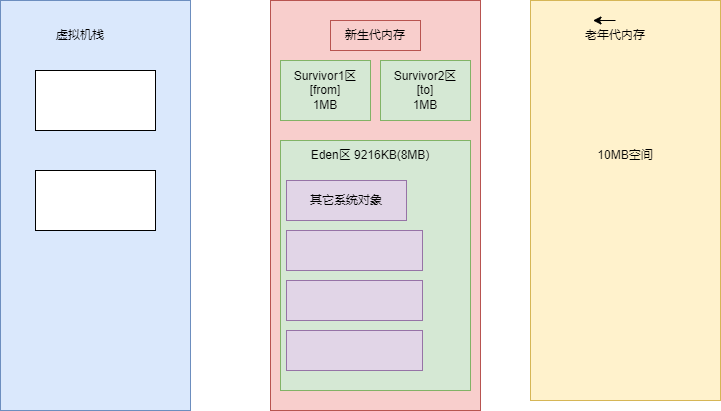 虚拟机栈
新生代内存
老年代内存
Survivor1区
[from]
1MB
Survivor2区
[to]
1MB
Eden区 9216KB(8MB)
10MB空间
其它系统对象